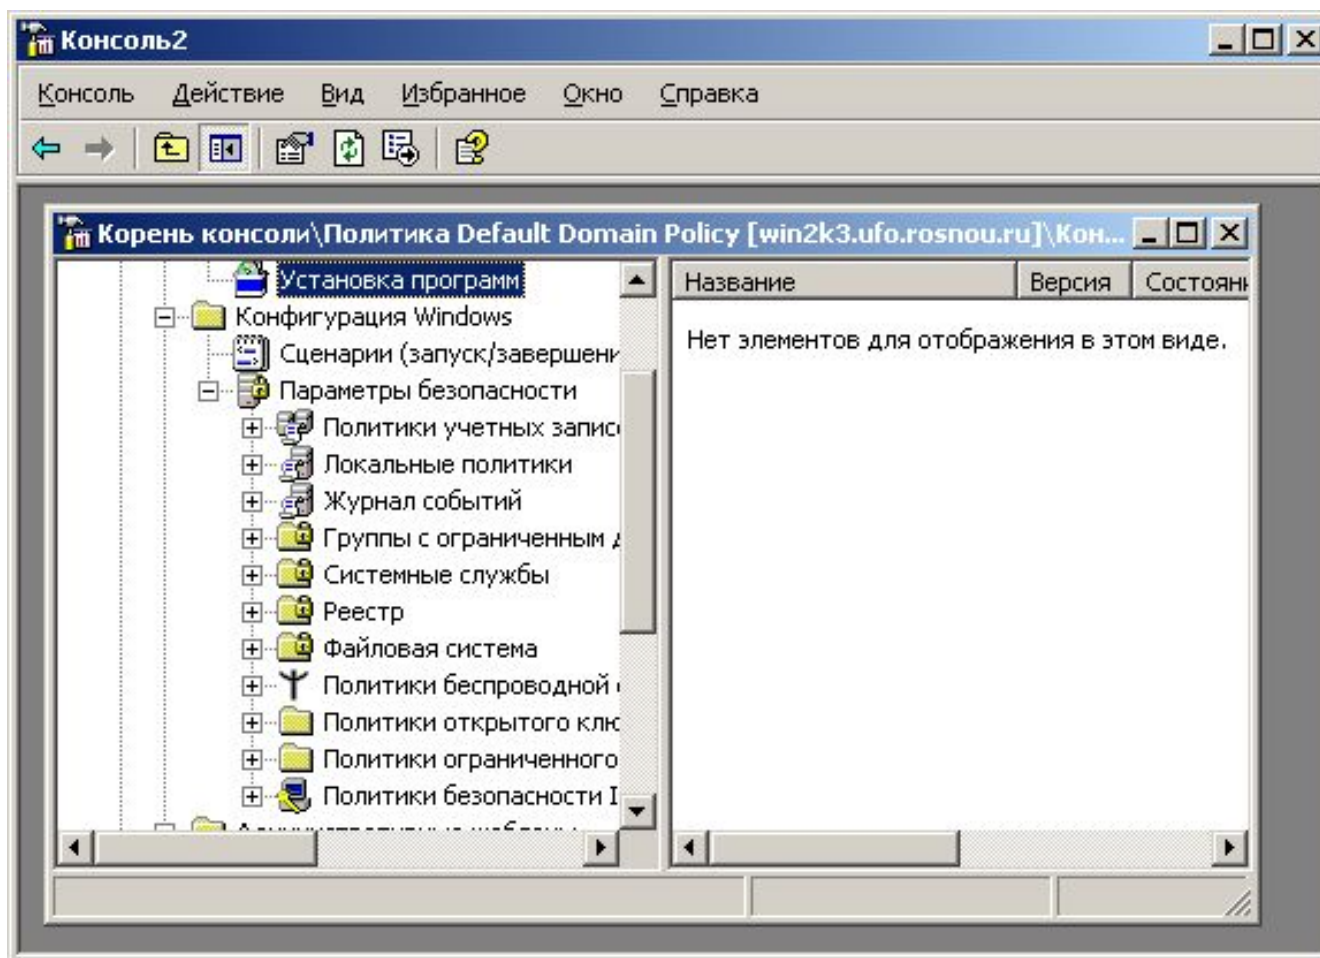 Консоль2
Консоль Действие Вид Избранное Окно Справка
Корень консоли\Политика Default Domain Policy [win2k3.ufo.rosnou.ru]\Кон...
Установка программ
Конфигурация Windows
Сценарии (запуск/завершени
Параметры безопасности
Политики учетных запис
Локальные политики
Журнал событий
Группы с ограниченным д
Системные службы
Реестр
Файловая система
Политики беспроводной
Политики открытого клю
Политики ограниченного
Политики безопасности I
Название Версия Состоян
Нет элементов для отображения в этом виде.